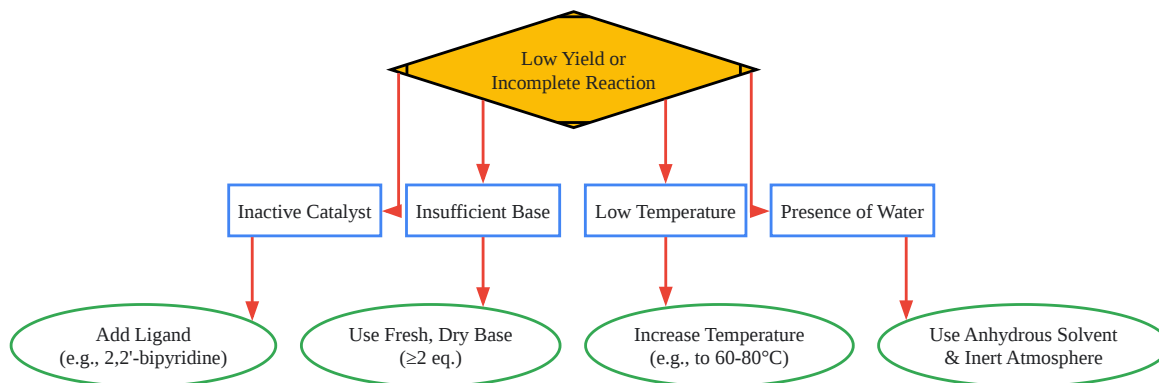 Low Yield or
Incomplete Reaction
Inactive Catalyst
Insufficient Base
Low Temperature
Presence of Water
Add Ligand
(e.g., 2,2'-bipyridine)
Use Fresh, Dry Base
(≥2 eq.)
Increase Temperature
(e.g., to 60-80°C)
Use Anhydrous Solvent
& Inert Atmosphere